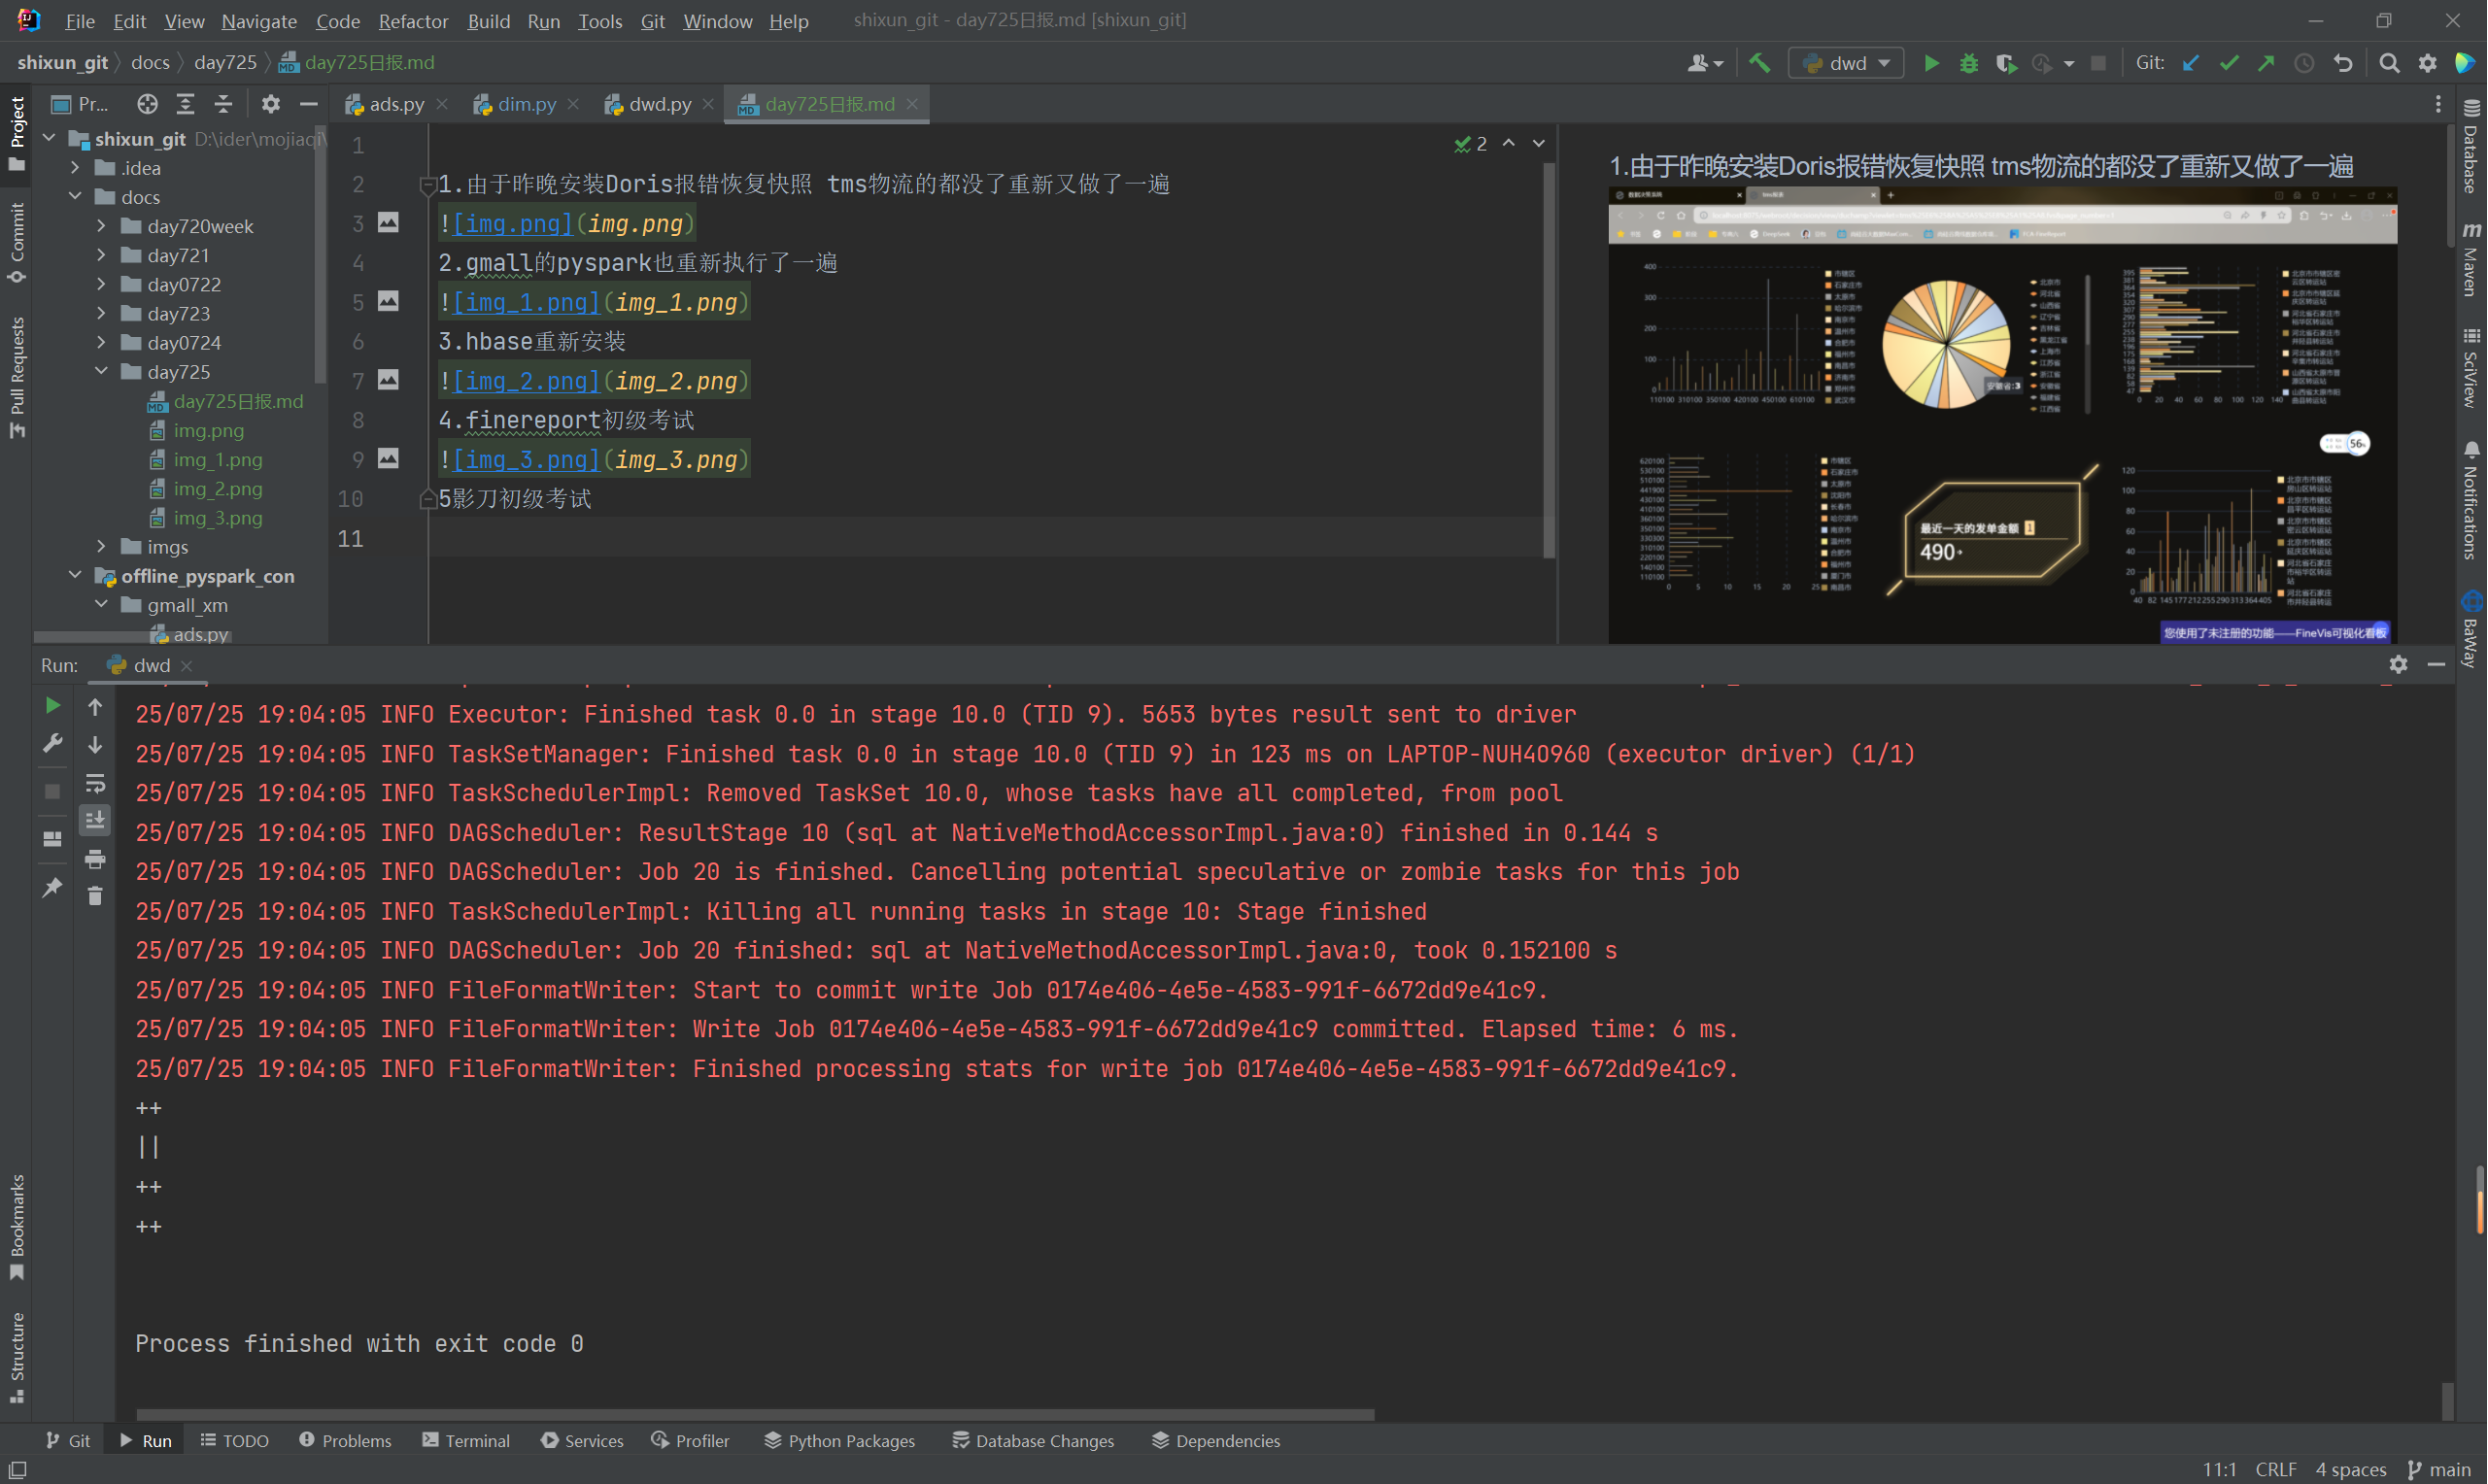 File Edit View Navigate Code Refactor Build Run Tools Git Window Help shixun_git - day725日报.md [shixun_git]
shixun_git docs day725 day725日报.md dwd Git:
Pr... ads.py dim.py dwd.py day725日报.md
Project
Commit
Pull Requests
Bookmarks
Structure
shixun_git D:\ider\mojiaqi\
.idea
docs
day720week
day721
day0722
day723
day0724
day725
day725日报.md
img.png
img_1.png
img_2.png
img_3.png
imgs
offline_pyspark_con
gmall_xm
ads.py
2
1
2 1.由于昨晚安装Doris报错恢复快照 tms物流的都没了重新又做了一遍
3 ![img.png](img.png)
4 2.gmall的pyspark也重新执行了一遍
5 ![img_1.png](img_1.png)
6 3.hbase重新安装
7 ![img_2.png](img_2.png)
8 4.finereport初级考试
9 ![img_3.png](img_3.png)
10 5影刀初级考试
11
1.由于昨晚安装Doris报错恢复快照 tms物流的都没了重新又做了一遍
安徽省:3
56
最近一天的发单金额 1
490
您使用了未注册的功能——FineVis可视化看板
Database
Maven
SciView
Notifications
BaWay
Run: dwd
25/07/25 19:04:05 INFO Executor: Finished task 0.0 in stage 10.0 (TID 9). 5653 bytes result sent to driver
25/07/25 19:04:05 INFO TaskSetManager: Finished task 0.0 in stage 10.0 (TID 9) in 123 ms on LAPTOP-NUH4O960 (executor driver) (1/1)
25/07/25 19:04:05 INFO TaskSchedulerImpl: Removed TaskSet 10.0, whose tasks have all completed, from pool
25/07/25 19:04:05 INFO DAGScheduler: ResultStage 10 (sql at NativeMethodAccessorImpl.java:0) finished in 0.144 s
25/07/25 19:04:05 INFO DAGScheduler: Job 20 is finished. Cancelling potential speculative or zombie tasks for this job
25/07/25 19:04:05 INFO TaskSchedulerImpl: Killing all running tasks in stage 10: Stage finished
25/07/25 19:04:05 INFO DAGScheduler: Job 20 finished: sql at NativeMethodAccessorImpl.java:0, took 0.152100 s
25/07/25 19:04:05 INFO FileFormatWriter: Start to commit write Job 0174e406-4e5e-4583-991f-6672dd9e41c9.
25/07/25 19:04:05 INFO FileFormatWriter: Write Job 0174e406-4e5e-4583-991f-6672dd9e41c9 committed. Elapsed time: 6 ms.
25/07/25 19:04:05 INFO FileFormatWriter: Finished processing stats for write job 0174e406-4e5e-4583-991f-6672dd9e41c9.
++
||
++
++
Process finished with exit code 0
Git Run TODO Problems Terminal Services Profiler Python Packages Database Changes Dependencies
11:1 CRLF 4 spaces main